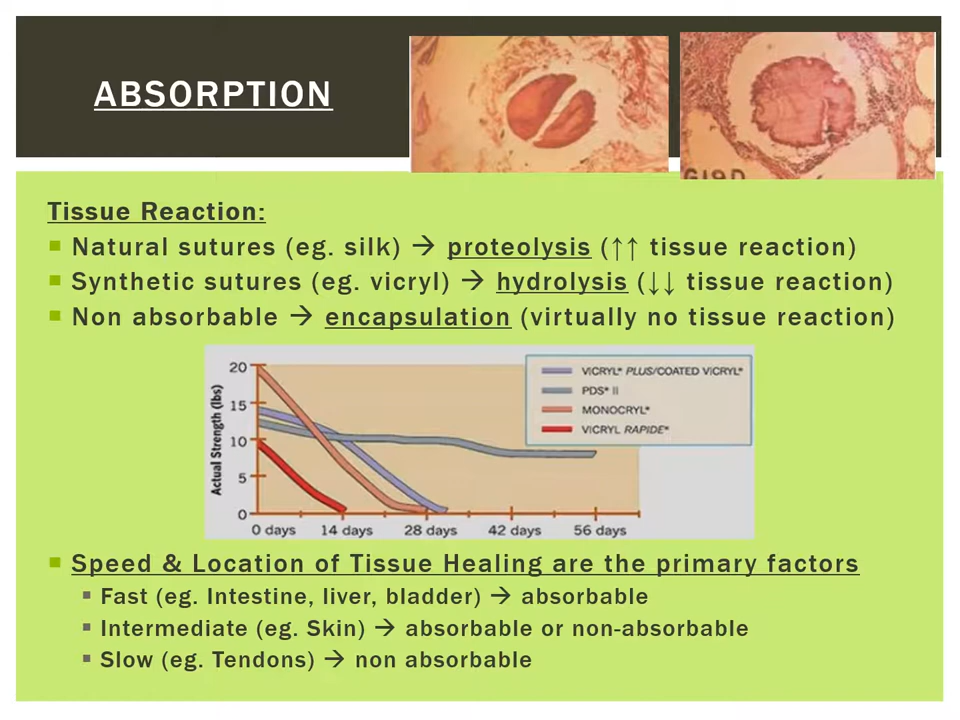 ABSORPTION
G19D
Tissue Reaction:
Natural sutures (eg. silk) → proteolysis (↑↑ tissue reaction)
Synthetic sutures (eg. vicryl) → hydrolysis (↓↓ tissue reaction)
Non absorbable → encapsulation (virtually no tissue reaction)
Actual Strength (lbs)
20
15
10
5
0
0 days 14 days 28 days 42 days 56 days
VICRYL* PLUS/COATED VICRYL*
PDS* II
MONOCRYL*
VICRYL RAPIDE*
Speed & Location of Tissue Healing are the primary factors
Fast (eg. Intestine, liver, bladder) → absorbable
Intermediate (eg. Skin) → absorbable or non-absorbable
Slow (eg. Tendons) → non absorbable